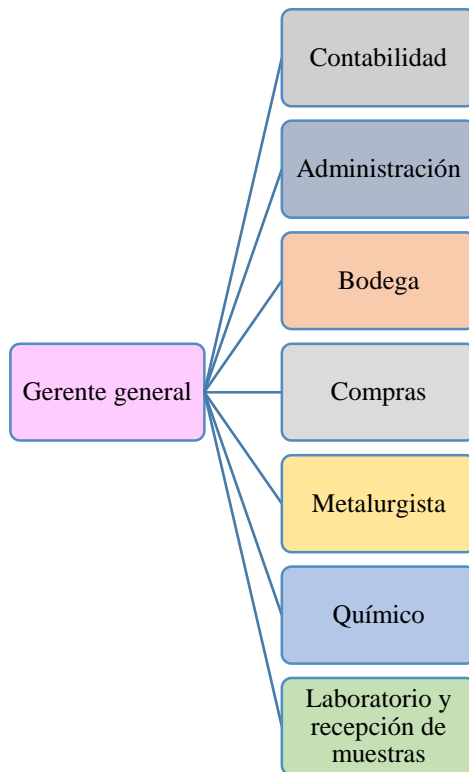 Contabilidad
Administración
Bodega
Gerente general
Compras
Metalurgista
Químico
Laboratorio y
recepción de
muestras